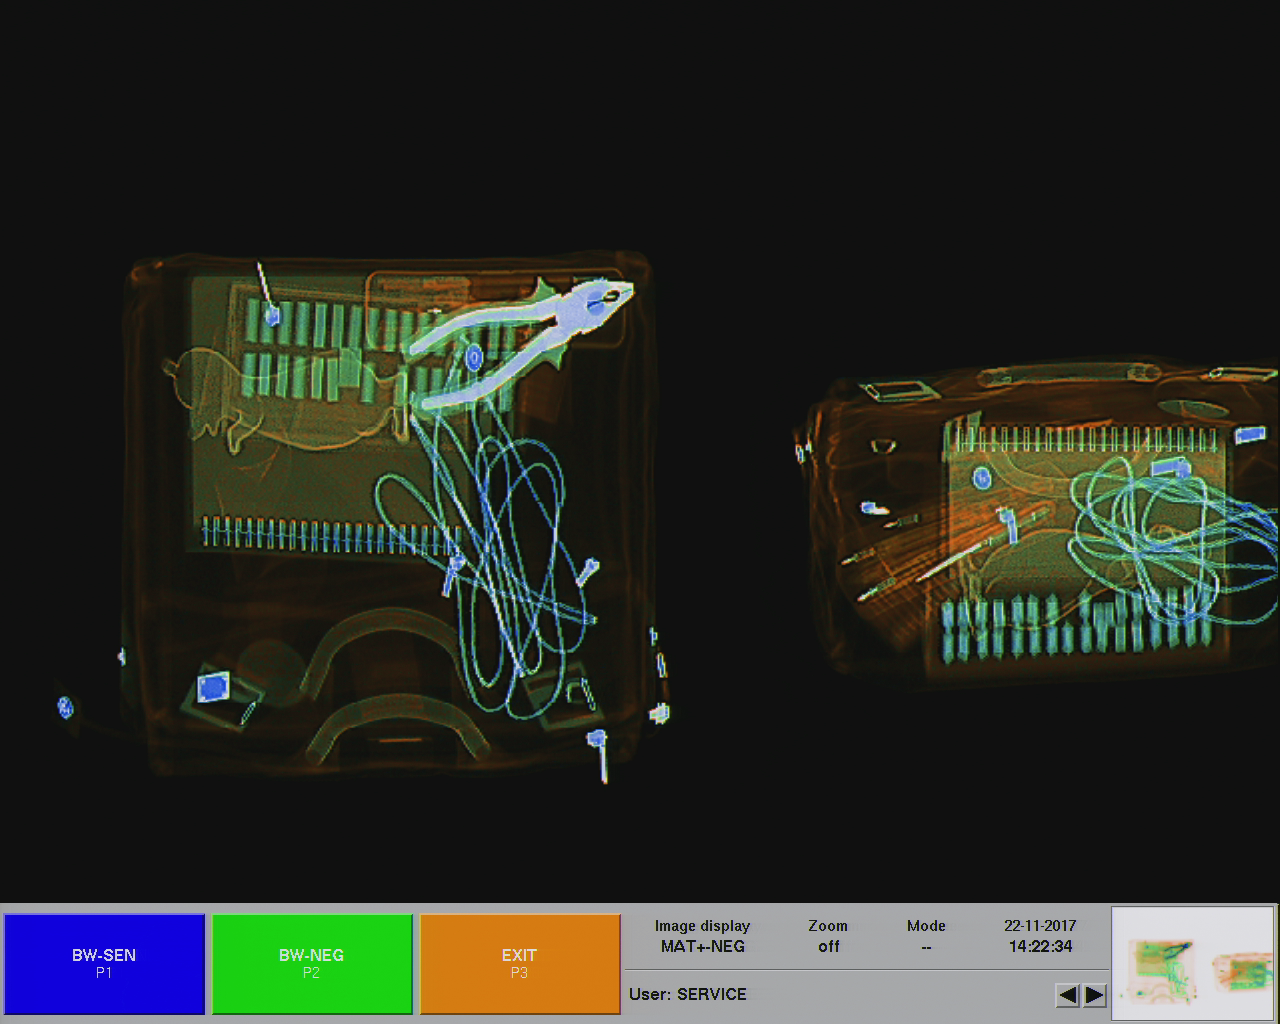 BW-SEN
P1
BW-NEG
P2
EXIT
P3
Image display
MAT+-NEG
Zoom
off
Mode
--
22-11-2017
14:22:34
User: SERVICE